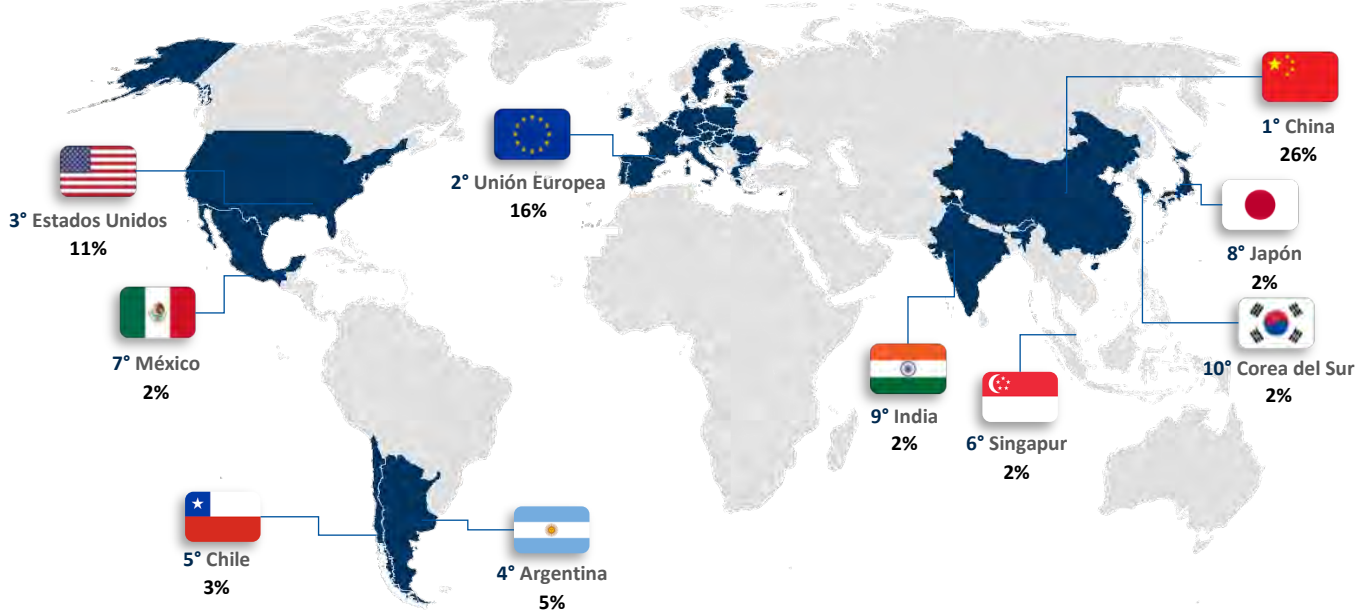 1° China
26%
2° Unión Europea
16%
3° Estados Unidos
11%
8° Japón
2%
7° México
2%
10° Corea del Sur
2%
9° India
2%
6° Singapur
2%
5° Chile
3%
4° Argentina
5%